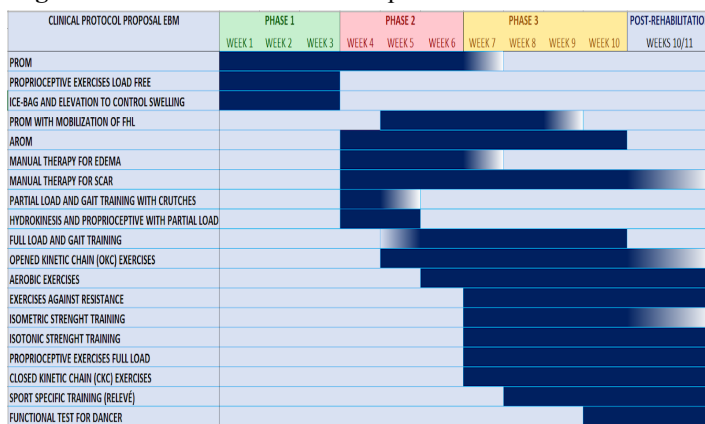 CLINICAL PROTOCOL PROPOSAL EBM PHASE 1 PHASE 2 PHASE 3 POST-REHABILITATIO
WEEK 1 WEEK 2 WEEK 3 WEEK 4 WEEK 5 WEEK 6 WEEK 7 WEEK 8 WEEK 9 WEEK 10 WEEKS 10/11
PROM
PROPRIOCEPTIVE EXERCISES LOAD FREE
ICE-BAG AND ELEVATION TO CONTROL SWELLING
PROM WITH MOBILIZATION OF FHL
AROM
MANUAL THERAPY FOR EDEMA
MANUAL THERAPY FOR SCAR
PARTIAL LOAD AND GAIT TRAINING WITH CRUTCHES
HYDROKINESIS AND PROPRIOCEPTIVE WITH PARTIAL LOAD
FULL LOAD AND GAIT TRAINING
OPENED KINETIC CHAIN (OKC) EXERCISES
AEROBIC EXERCISES
EXERCISES AGAINST RESISTANCE
ISOMETRIC STRENGHT TRAINING
ISOTONIC STRENGHT TRAINING
PROPRIOCEPTIVE EXERCISES FULL LOAD
CLOSED KINETIC CHAIN (CKC) EXERCISES
SPORT SPECIFIC TRAINING (RELEVÉ)
FUNCTIONAL TEST FOR DANCER